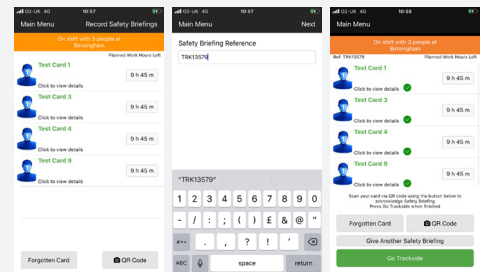 all O2-UK 4G 10:57
Main Menu Record Safety Briefings
On shift with 3 people at
Birmingham
Planned Work Hours Left
Test Card 1
9 h 45 m
Click to view details
Test Card 3
9 h 45 m
Click to view details
Test Card 4
9 h 45 m
Click to view details
Test Card 9
9 h 45 m
Click to view details
Forgotten Card QR Code
O2-UK 4G 10:57
Main Menu Next
Safety Briefing Reference
TRK13579
"TRK13579"
1 2 3 4 5 6 7 8 9 0
- / : ; ( ) £ & @ "
#+= . , ? ! '
ABC space return
O2-UK 4G 10:58
Main Menu
On shift with 3 people at
Birmingham
Ref: TRK13579 Planned Work Hours Left
Test Card 1
9 h 45 m
Click to view details
Test Card 3
9 h 45 m
Click to view details
Test Card 4
9 h 45 m
Click to view details
Test Card 9
9 h 45 m
Click to view details
Scan your card via QR code using the button below to
acknowledge Safety Briefing
Press Go Trackside when finished
Forgotten Card QR Code
Give Another Safety Briefing
Go Trackside